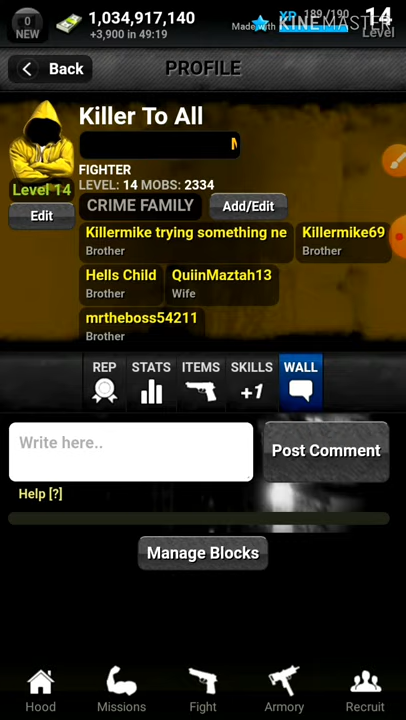 0
NEW
1,034,917,140
+3,900 in 49:19
Made with KINEMASTER
XP 189/190
14
Level
Back
PROFILE
Killer To All
FIGHTER
LEVEL: 14 MOBS: 2334
Level 14
Edit
CRIME FAMILY
Add/Edit
Killermike trying something ne
Brother
Killermike69
Brother
Hells Child
Brother
QuiinMaztah13
Wife
mrtheboss54211
Brother
REP STATS ITEMS SKILLS WALL
+1
Write here..
Post Comment
Help [?]
Manage Blocks
Hood Missions Fight Armory Recruit